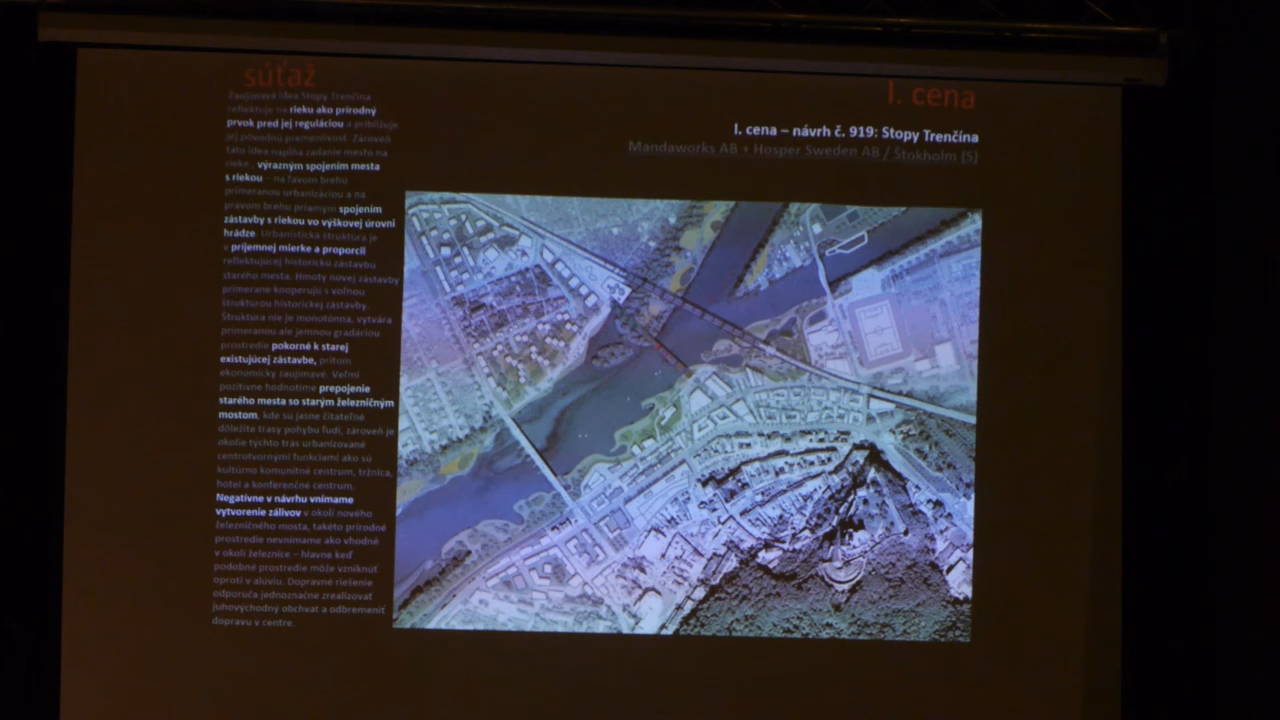 súťaž
Zaujímavá idea Stopy Trenčína
reflektuje na rieku ako prírodný
prvok pred jej reguláciou a približuje
jej pôvodnú premenlivosť. Zároveň
táto idea napĺňa zadanie mesto na
rieke, výrazným spojením mesta
s riekou – na ľavom brehu
primeranou urbanizáciou a na
pravom brehu priamym spojením
zástavby s riekou vo výškovej úrovni
hrádze. Urbanistická štruktúra je
v príjemnej mierke a proporcii
reflektujúcej historickú zástavbu
starého mesta. Hmoty novej zástavby
primerane kooperujú s voľnou
štruktúrou historickej zástavby.
Štruktúra nie je monotónna, vytvára
primeranou ale jemnou gradáciou
prostredie pokorné k starej
existujúcej zástavbe, pritom
ekonomicky zaujímavé. Veľmi
pozitívne hodnotíme prepojenie
starého mesta so starým železničným
mostom, kde sú jasne čitateľné
dôležité trasy pohybu ľudí, zároveň je
okolie týchto trás urbanizované
centrotvornými funkciami ako sú
kultúrno komunitné centrum, tržnica,
hotel a konferenčné centrum.
Negatívne v návrhu vnímame
vytvorenie zálivov v okolí nového
železničného mosta, takéto prírodné
prostredie nevnímame ako vhodné
v okolí železnice – hlavne keď
podobné prostredie môže vzniknúť
oproti v alúviu. Dopravné riešenie
odporúča jednoznačne zrealizovať
juhovýchodný obchvat a odbremeniť
dopravu v centre.
I. cena
I. cena – návrh č. 919: Stopy Trenčína
Mandaworks AB + Hosper Sweden AB / Štokholm (S)